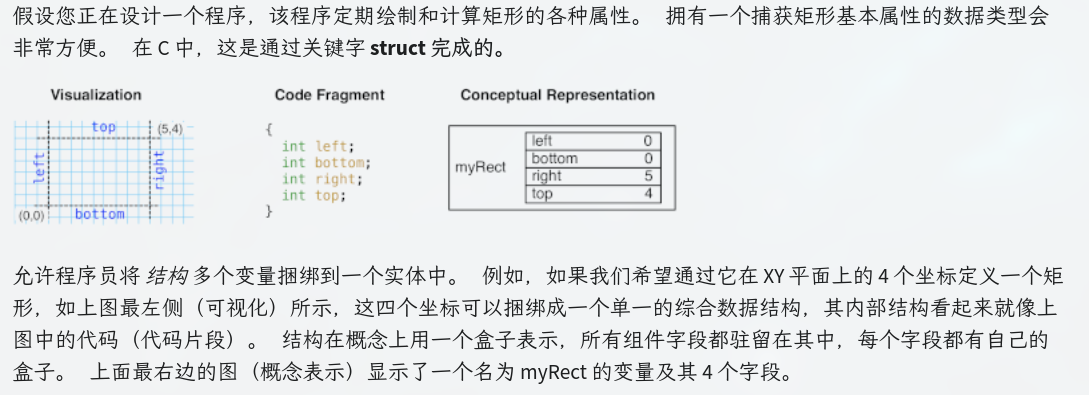 假设您正在设计一个程序，该程序定期绘制和计算矩形的各种属性。 拥有一个捕获矩形基本属性的数据类型会
非常方便。 在 C 中，这是通过关键字 struct 完成的。
Visualization
Code Fragment
Conceptual Representation
top
(5,4)
left
right
(0,0)
bottom
{
int left;
int bottom;
int right;
int top;
}
myRect
left 0
bottom 0
right 5
top 4
允许程序员将 结构 多个变量捆绑到一个实体中。 例如，如果我们希望通过它在 XY 平面上的 4 个坐标定义一个矩
形，如上图最左侧（可视化）所示，这四个坐标可以捆绑成一个单一的综合数据结构，其内部结构看起来就像上
图中的代码（代码片段）。 结构在概念上用一个盒子表示，所有组件字段都驻留在其中，每个字段都有自己的
盒子。 上面最右边的图（概念表示）显示了一个名为 myRect 的变量及其 4 个字段。